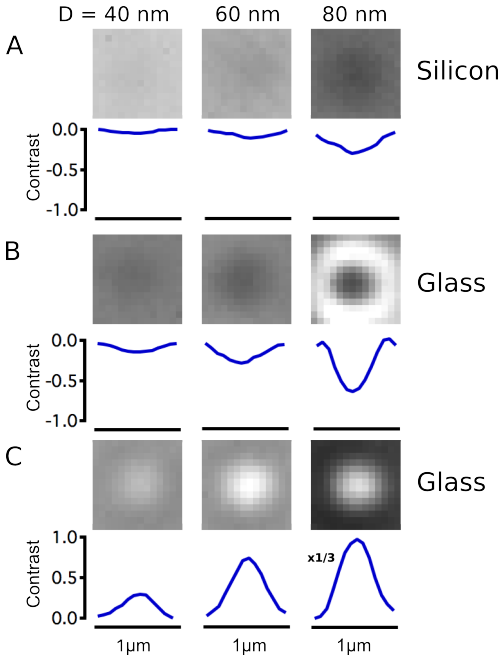 D = 40 nm 60 nm 80 nm
A
Silicon
Contrast
0.0
-0.5
-1.0
B
Glass
Contrast
0.0
-0.5
-1.0
C
Glass
Contrast
1.0
0.5
0.0
x1/3
1µm 1µm 1µm